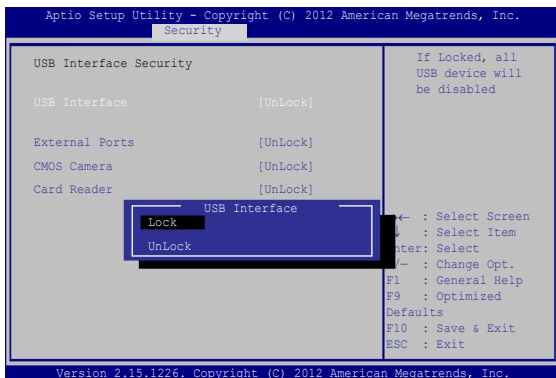 Aptio Setup Utility - Copyright (C) 2012 American Megatrends, Inc.
Security
USB Interface Security
USB Interface [UnLock]
External Ports [UnLock]
CMOS Camera [UnLock]
Card Reader [UnLock]
USB Interface
Lock
UnLock
If Locked, all
USB device will
be disabled
→← : Select Screen
↓ : Select Item
nter: Select
/— : Change Opt.
F1 : General Help
F9 : Optimized
Defaults
F10 : Save & Exit
ESC : Exit
Version 2.15.1226. Copyright (C) 2012 American Megatrends, Inc.